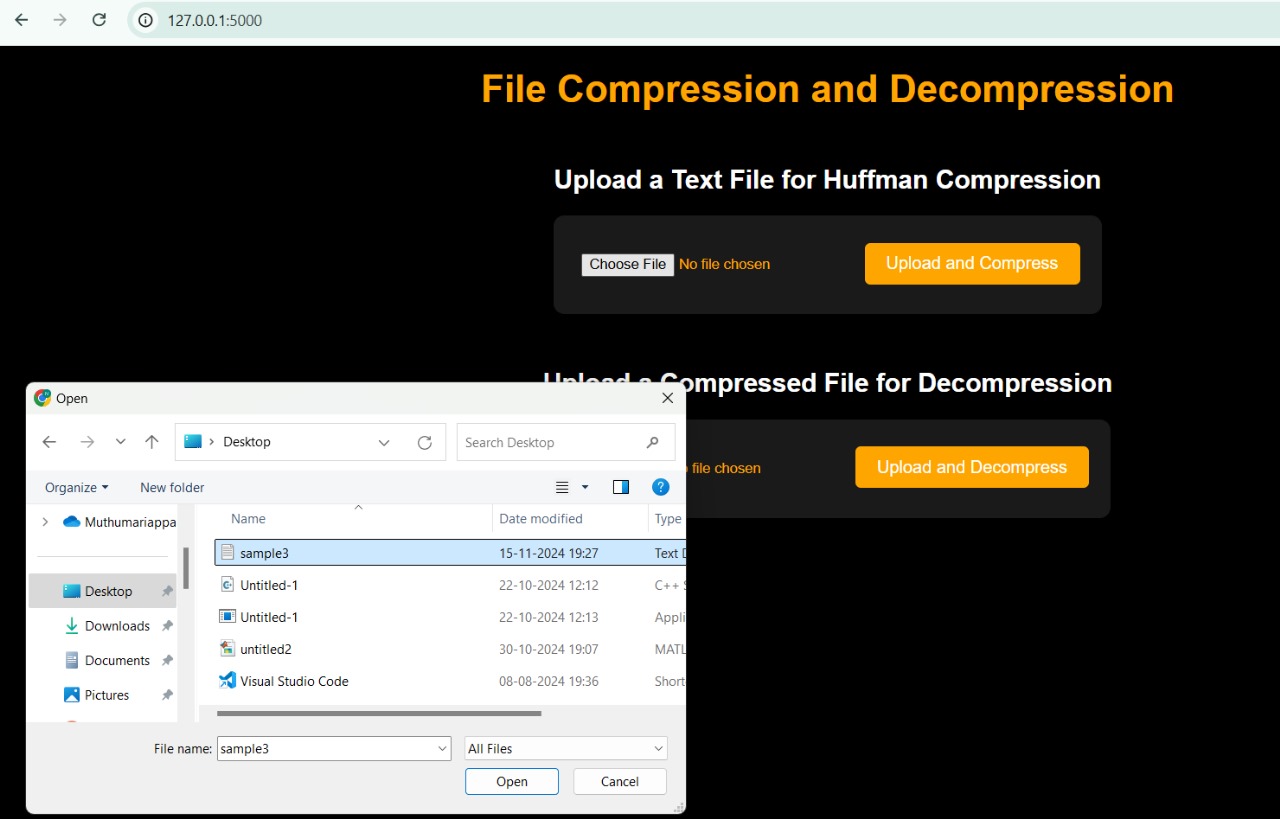 127.0.0.1:5000
File Compression and Decompression
Upload a Text File for Huffman Compression
Choose File No file chosen
Upload and Compress
Upload a Compressed File for Decompression
file chosen
Upload and Decompress
Open
Desktop
Search Desktop
Organize
New folder
Name
Date modified
Type
Muthumariappa
Desktop
Downloads
Documents
Pictures
sample3 15-11-2024 19:27 Text
Untitled-1 22-10-2024 12:12 C++
Untitled-1 22-10-2024 12:13 Appli
untitled2 30-10-2024 19:07 MATL
Visual Studio Code 08-08-2024 19:36 Short
File name: sample3
All Files
Open
Cancel